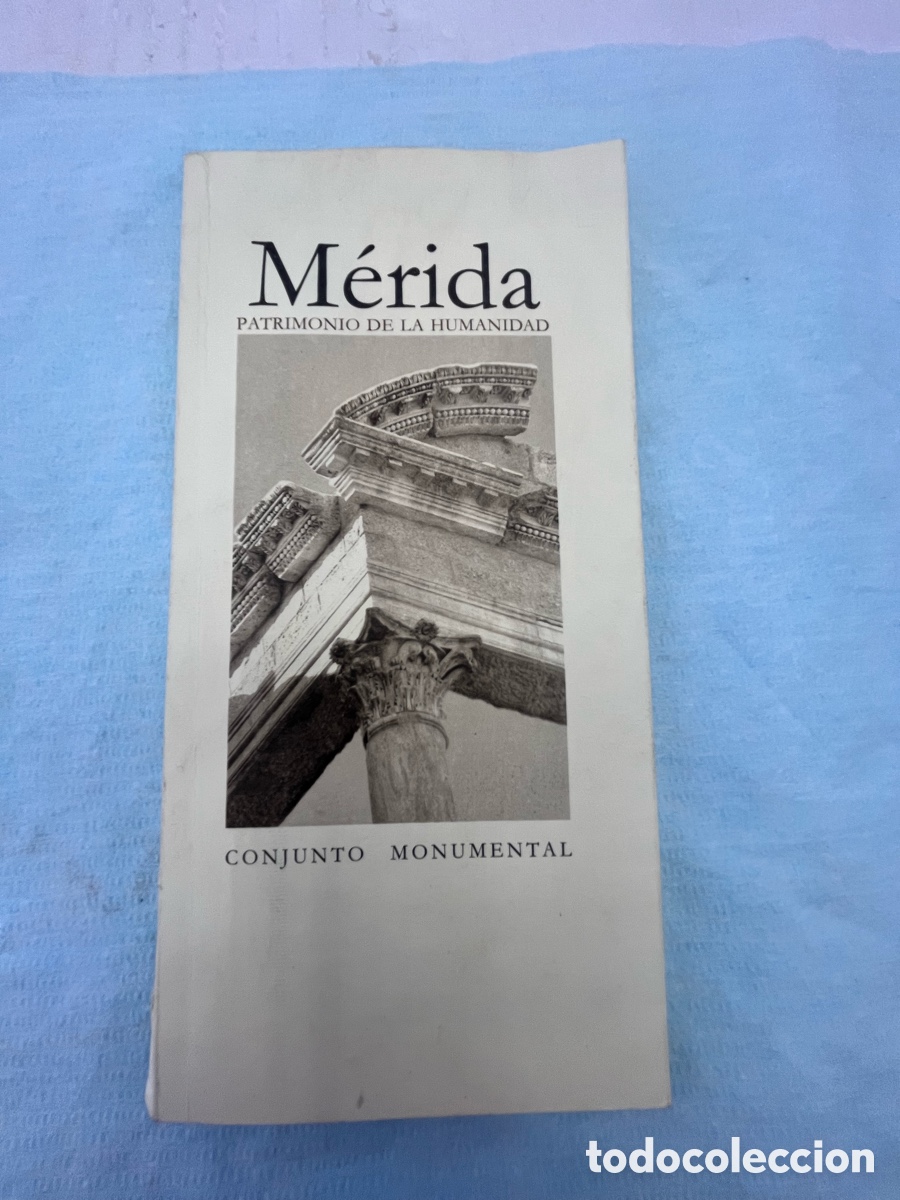 Mérida
PATRIMONIO DE LA HUMANIDAD
CONJUNTO MONUMENTAL
todocoleccion